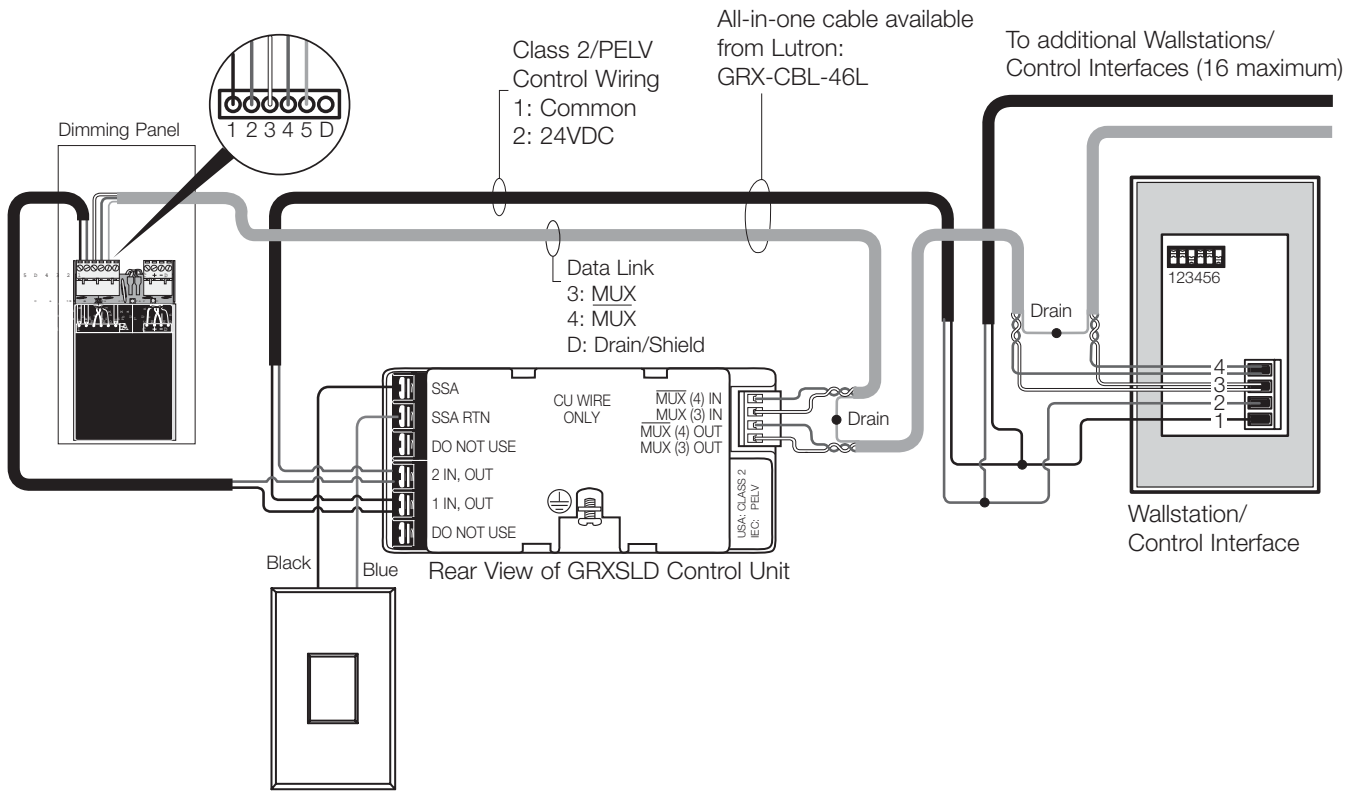 All-in-one cable available
from Lutron:
GRX-CBL-46L
To additional Wallstations/
Control Interfaces (16 maximum)
Class 2/PELV
Control Wiring
1: Common
2: 24VDC
Dimming Panel
1 2 3 4 5 D
Data Link
3: MUX
4: M̅U̅X̅
D: Drain/Shield
123456
Drain
4
3
2
1
SSA
SSA RTN
DO NOT USE
2 IN, OUT
1 IN, OUT
DO NOT USE
CU WIRE
ONLY
M̅U̅X̅ (4) IN
MUX (3) IN
M̅U̅X̅ (4) OUT
MUX (3) OUT
Drain
USA: CLASS 2
IEC: PELV
Wallstation/
Control Interface
Black
Blue
Rear View of GRXSLD Control Unit